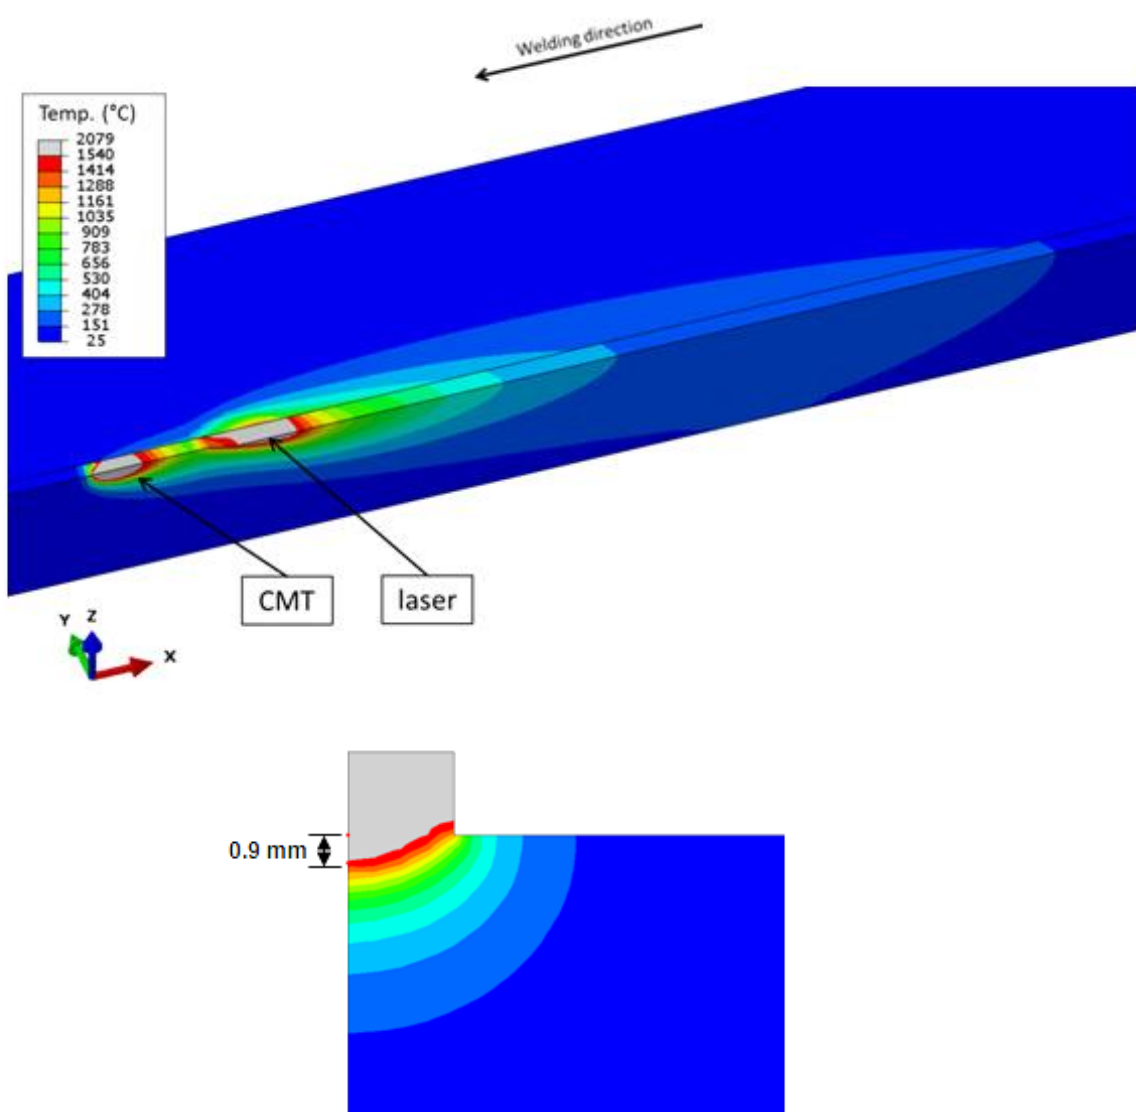 Welding direction
Temp. (°C)
2079
1540
1414
1288
1161
1035
909
783
656
530
404
278
151
25
CMT
laser
Y Z
X
0.9 mm